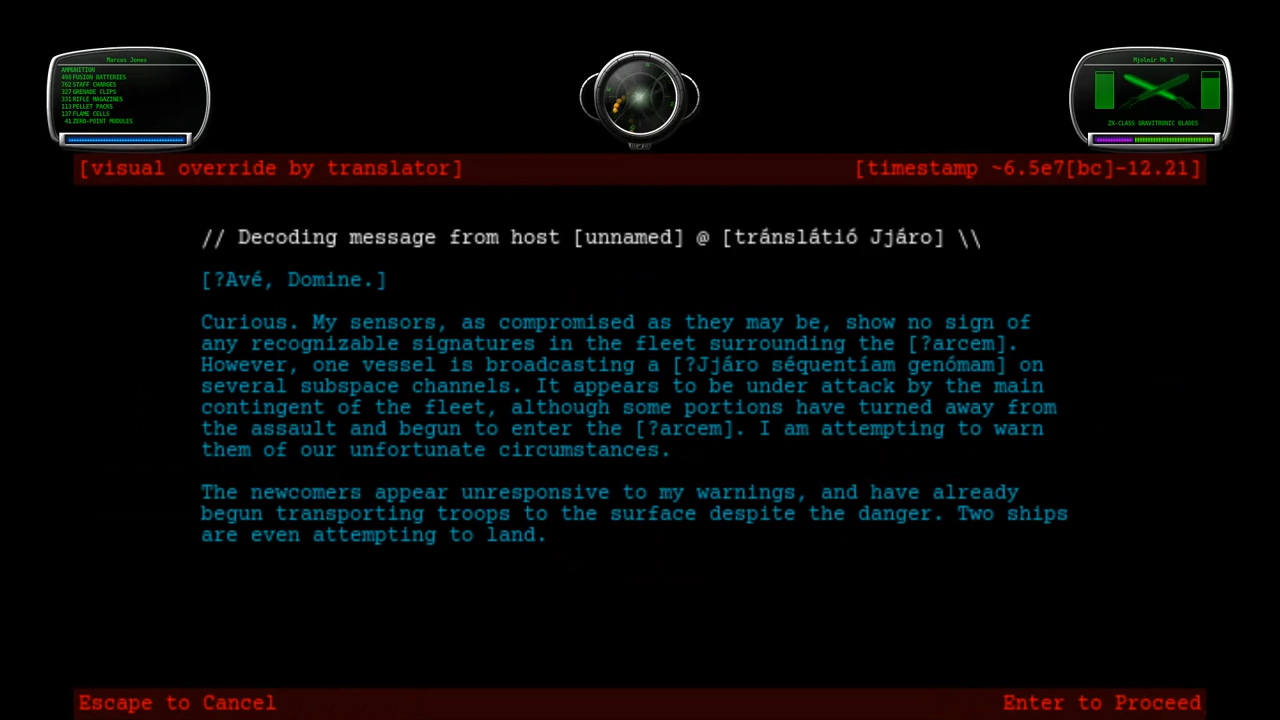 Marcus Jones
AMMUNITION
498 FUSION BATTERIES
762 STAFF CHARGES
327 GRENADE CLIPS
331 RIFLE MAGAZINES
113 PELLET PACKS
137 FLAME CELLS
41 ZERO-POINT MODULES
Mjolnir Mk X
ZX-CLASS GRAVITRONIC BLADES
[visual override by translator] [timestamp ~6.5e7[bc]-12.21]
// Decoding message from host [unnamed] @ [tránslátió Jjáro] \\
[?Avé, Domine.]
Curious. My sensors, as compromised as they may be, show no sign of
any recognizable signatures in the fleet surrounding the [?arcem].
However, one vessel is broadcasting a [?Jjáro séquentíam genómam] on
several subspace channels. It appears to be under attack by the main
contingent of the fleet, although some portions have turned away from
the assault and begun to enter the [?arcem]. I am attempting to warn
them of our unfortunate circumstances.
The newcomers appear unresponsive to my warnings, and have already
begun transporting troops to the surface despite the danger. Two ships
are even attempting to land.
Escape to Cancel Enter to Proceed